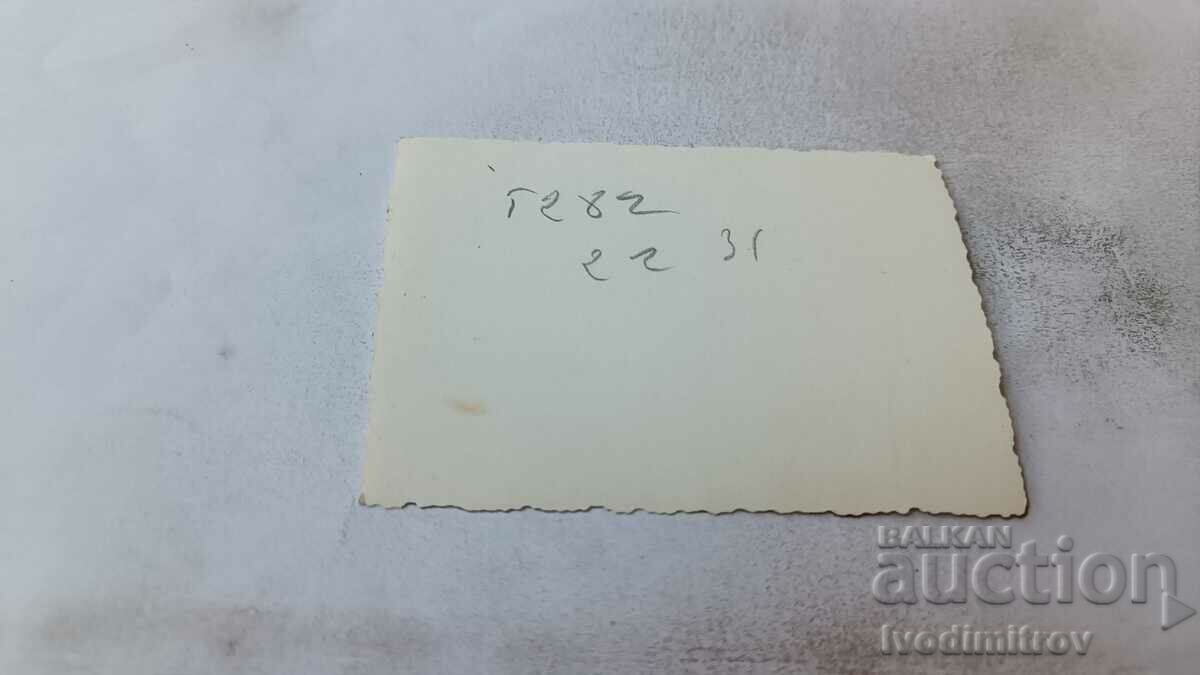 Г282
22 31
BALKAN
auction
Ivodimitrov